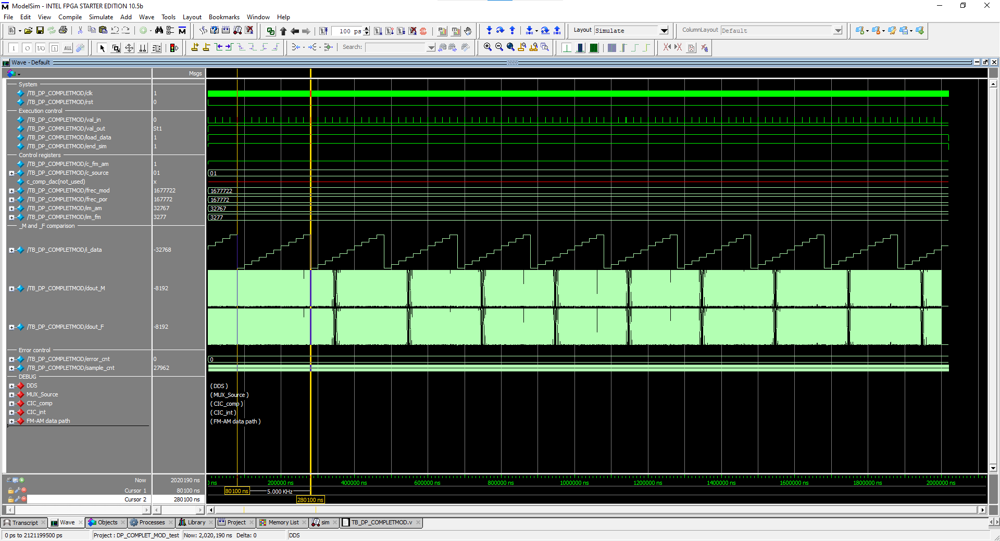 ModelSim - INTEL FPGA STARTER EDITION 10.5b
File Edit View Compile Simulate Add Wave Tools Layout Bookmarks Window Help
100 ps
Layout Simulate
ColumnLayout Default
Search:
Wave - Default
Msgs
System
/TB_DP_COMPLETMOD/clk 1
/TB_DP_COMPLETMOD/rst 0
Execution control
/TB_DP_COMPLETMOD/val_in 0
/TB_DP_COMPLETMOD/val_out St1
/TB_DP_COMPLETMOD/load_data 1
/TB_DP_COMPLETMOD/end_sim 1
Control registers
/TB_DP_COMPLETMOD/c_fm_am 1
/TB_DP_COMPLETMOD/c_source 01 01
c_comp_dac(not_used) x
/TB_DP_COMPLETMOD/frec_mod 1677722 1677722
/TB_DP_COMPLETMOD/frec_por 167772 167772
/TB_DP_COMPLETMOD/im_am 32767 32767
/TB_DP_COMPLETMOD/im_fm 3277 3277
_M and _F comparison
/TB_DP_COMPLETMOD/i_data -32768
/TB_DP_COMPLETMOD/dout_M -8192
/TB_DP_COMPLETMOD/dout_F -8192
Error control
/TB_DP_COMPLETMOD/error_cnt 0 0
/TB_DP_COMPLETMOD/sample_cnt 27962
DEBUG
DDS ( DDS )
MUX_Source ( MUX_Source )
CIC_comp ( CIC_comp )
CIC_int ( CIC_int )
FM-AM data path ( FM-AM data path )
Now 2020190 ns
ns 200000 ns 400000 ns 600000 ns 800000 ns 1000000 ns 1200000 ns 1400000 ns 1600000 ns 1800000 ns 2000000 ns
Cursor 1 80100 ns 80100 ns 5.000 KHz
Cursor 2 280100 ns 280100 ns
Transcript Wave Objects Processes Library Project Memory List sim TB_DP_COMPLETMOD.v
0 ps to 2121199500 ps Project : DP_COMPLET_MOD_test Now: 2,020,190 ns Delta: 0 DDS